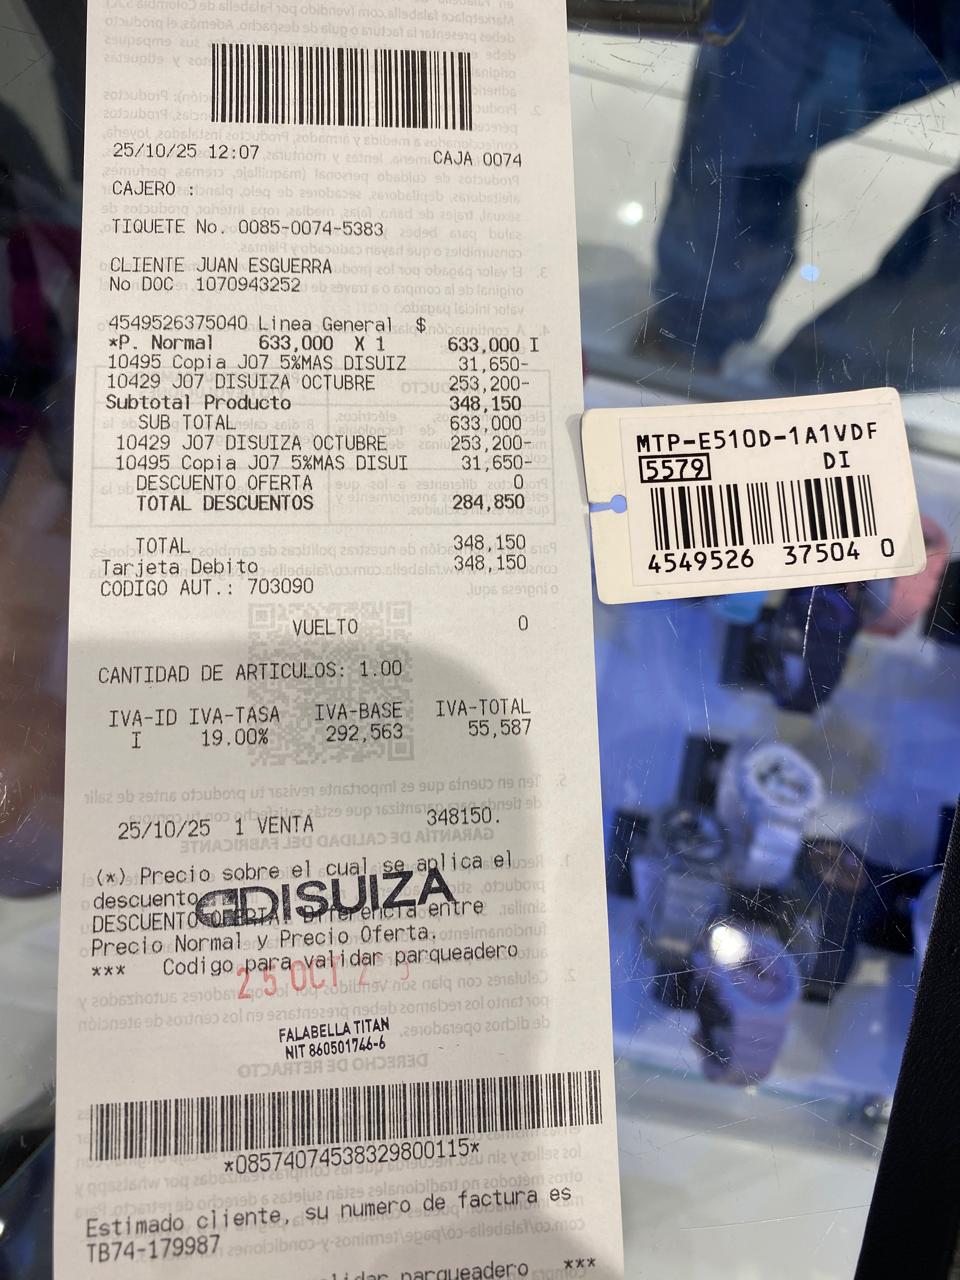 25/10/25 12:07 CAJA 0074
CAJERO :
TIQUETE No. 0085-0074-5383
CLIENTE JUAN ESGUERRA
No DOC 1070943252
4549526375040 Linea General $
*P. Normal 633,000 X 1 633,000 I
10495 Copia J07 5%MAS DISUIZ 31,650-
10429 J07 DISUIZA OCTUBRE 253,200-
Subtotal Producto 348,150
SUB TOTAL 633,000
10429 J07 DISUIZA OCTUBRE 253,200-
10495 Copia J07 5%MAS DISUI 31,650-
DESCUENTO OFERTA 0
TOTAL DESCUENTOS 284,850
TOTAL 348,150
Tarjeta Debito 348,150
CODIGO AUT.: 703090
VUELTO 0
CANTIDAD DE ARTICULOS: 1.00
IVA-ID IVA-TASA IVA-BASE IVA-TOTAL
I 19.00% 292,563 55,587
25/10/25 1 VENTA 348150.
(*) Precio sobre el cual se aplica el
descuento
DISUIZA
DESCUENTO OFERTA: Diferencia entre
Precio Normal y Precio Oferta.
*** Codigo para validar parqueadero
25 OCT
FALABELLA TITAN
NIT 860501746-6
*08574074538329800115*
Estimado cliente, su numero de factura es
TB74-179987
parqueadero ***
MTP-E510D-1A1VDF
5579 DI
4549526 37504 0